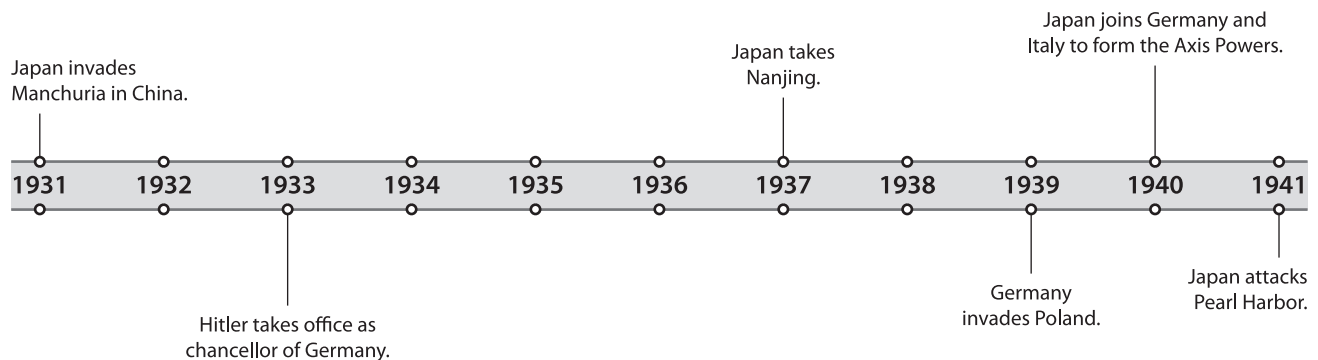 Japan joins Germany and
Italy to form the Axis Powers.
Japan takes
Nanjing.
Japan invades
Manchuria in China.
1931 1932 1933 1934 1935 1936 1937 1938 1939 1940 1941
Hitler takes office as
chancellor of Germany.
Germany
invades Poland.
Japan attacks
Pearl Harbor.